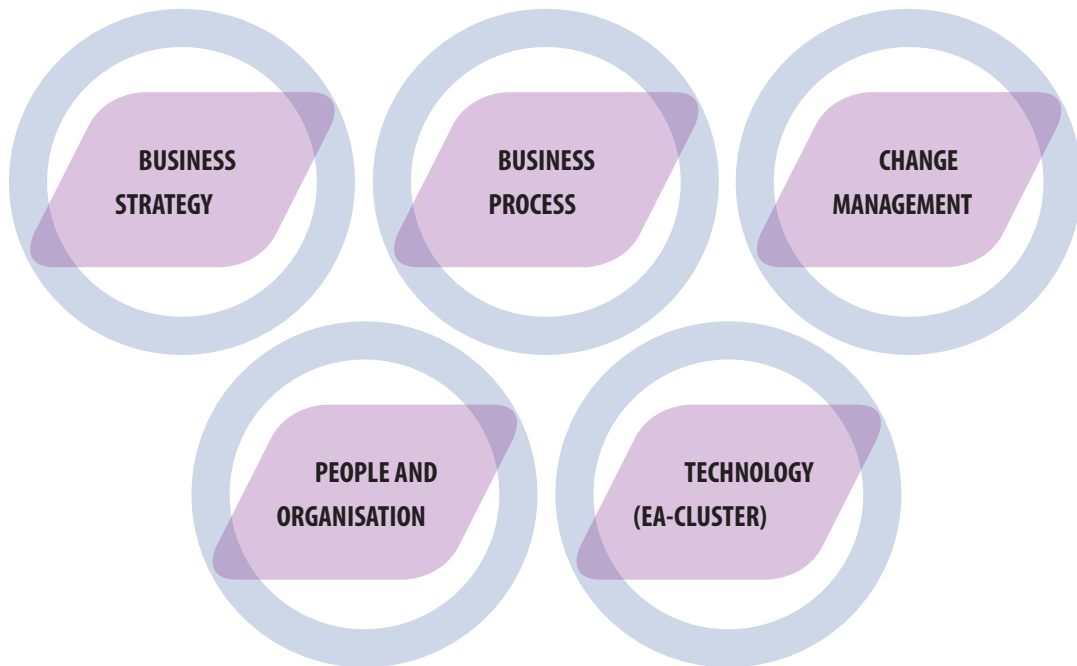 BUSINESS
STRATEGY
BUSINESS
PROCESS
CHANGE
MANAGEMENT
PEOPLE AND
ORGANISATION
TECHNOLOGY
(EA-CLUSTER)